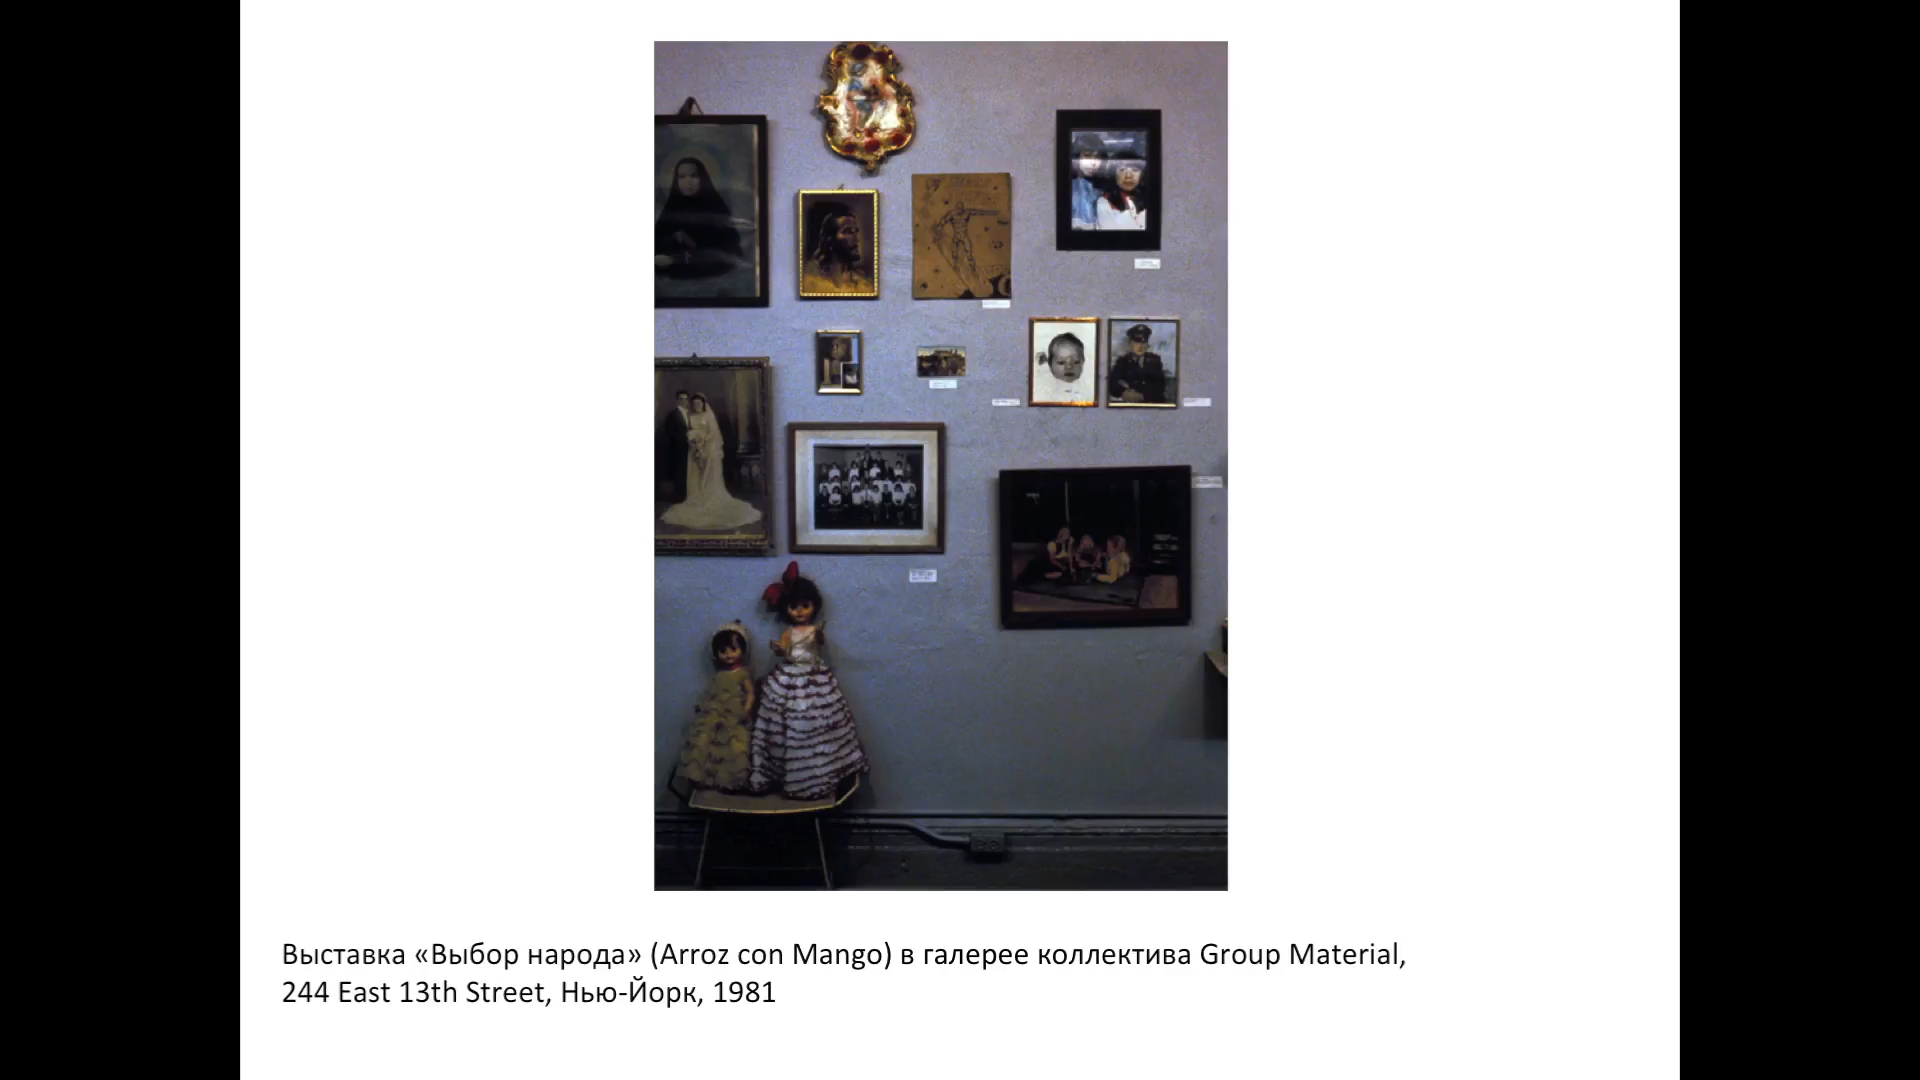 Выставка «Выбор народа» (Arroz con Mango) в галерее коллектива Group Material,
244 East 13th Street, Нью-Йорк, 1981